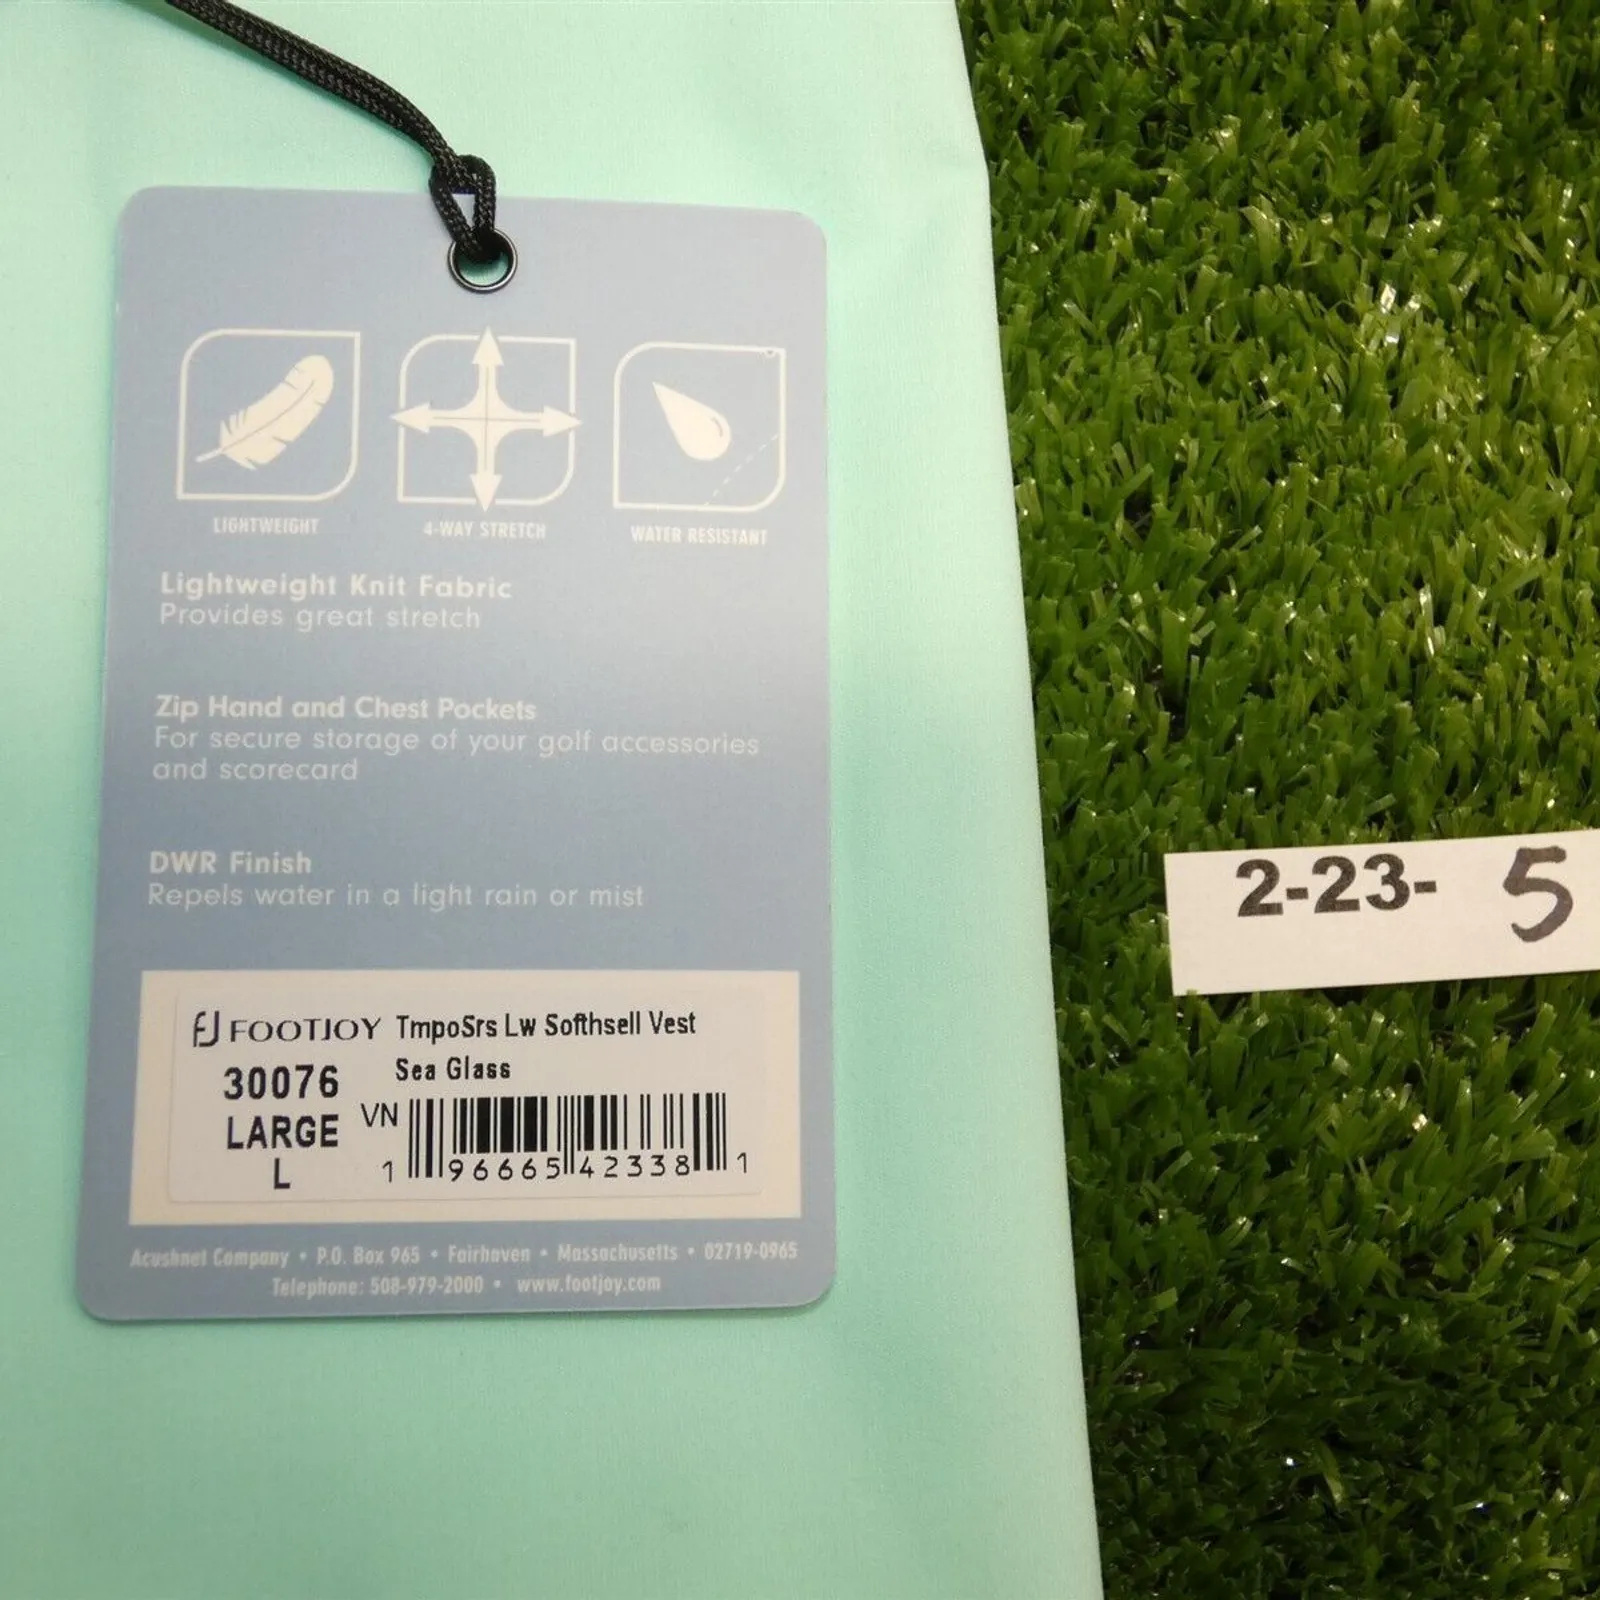 LIGHTWEIGHT
4-WAY STRETCH
WATER RESISTANT
Lightweight Knit Fabric
Provides great stretch
Zip Hand and Chest Pockets
For secure storage of your golf accessories
and scorecard
DWR Finish
Repels water in a light rain or mist
FJ FOOTJOY TmpoSrs Lw Softhsell Vest
Sea Glass
30076
LARGE
L
VN
1 96665 42338 1
Acushnet Company • P.O. Box 965 • Fairhaven • Massachusetts • 02719-0965
Telephone: 508-979-2000 • www.footjoy.com
2-23- 5